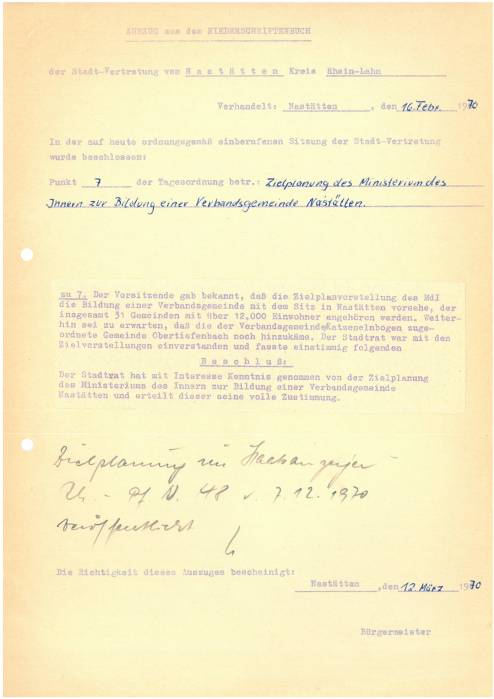 AUSZUG aus dem NIEDERSCHRIFTENBUCH
der Stadt-Vertretung von Nastätten Kreis Rhein-Lahn
Verhandelt: Nastätten, den 16. Febr. 1970
In der auf heute ordnungsgemäß einberufenen Sitzung der Stadt-Vertretung
wurde beschlossen:
Punkt 7 der Tagesordnung betr.: Zielplanung des Ministerium des
Innern zur Bildung einer Verbandsgemeinde Nastätten.
zu 7. Der Vorsitzende gab bekannt, daß die Zielplanvorstellung des MdI
die Bildung einer Verbandsgemeinde mit dem Sitz in Nastätten vorsehe, der
insgesamt 31 Gemeinden mit über 12.000 Einwohner angehören werden. Weiter-
hin sei zu erwarten, daß die der Verbandsgemeinde Katzenelnbogen zuge-
ordnete Gemeinde Obertiefenbach noch hinzukäme. Der Stadtrat war mit den
Zielvorstellungen einverstanden und fasste einstimmig folgenden
Beschluß:
Der Stadtrat hat mit Interesse Kenntnis genommen von der Zielplanung
des Ministeriums des Innern zur Bildung einer Verbandsgemeinde
Nastätten und erteilt dieser seine volle Zustimmung.
Zielplanung im Staatsanzeiger
48 v. 7.12.1970
veröffentlicht
Die Richtigkeit dieses Auszuges bescheinigt:
Nastätten, den 12. März 1970
Bürgermeister